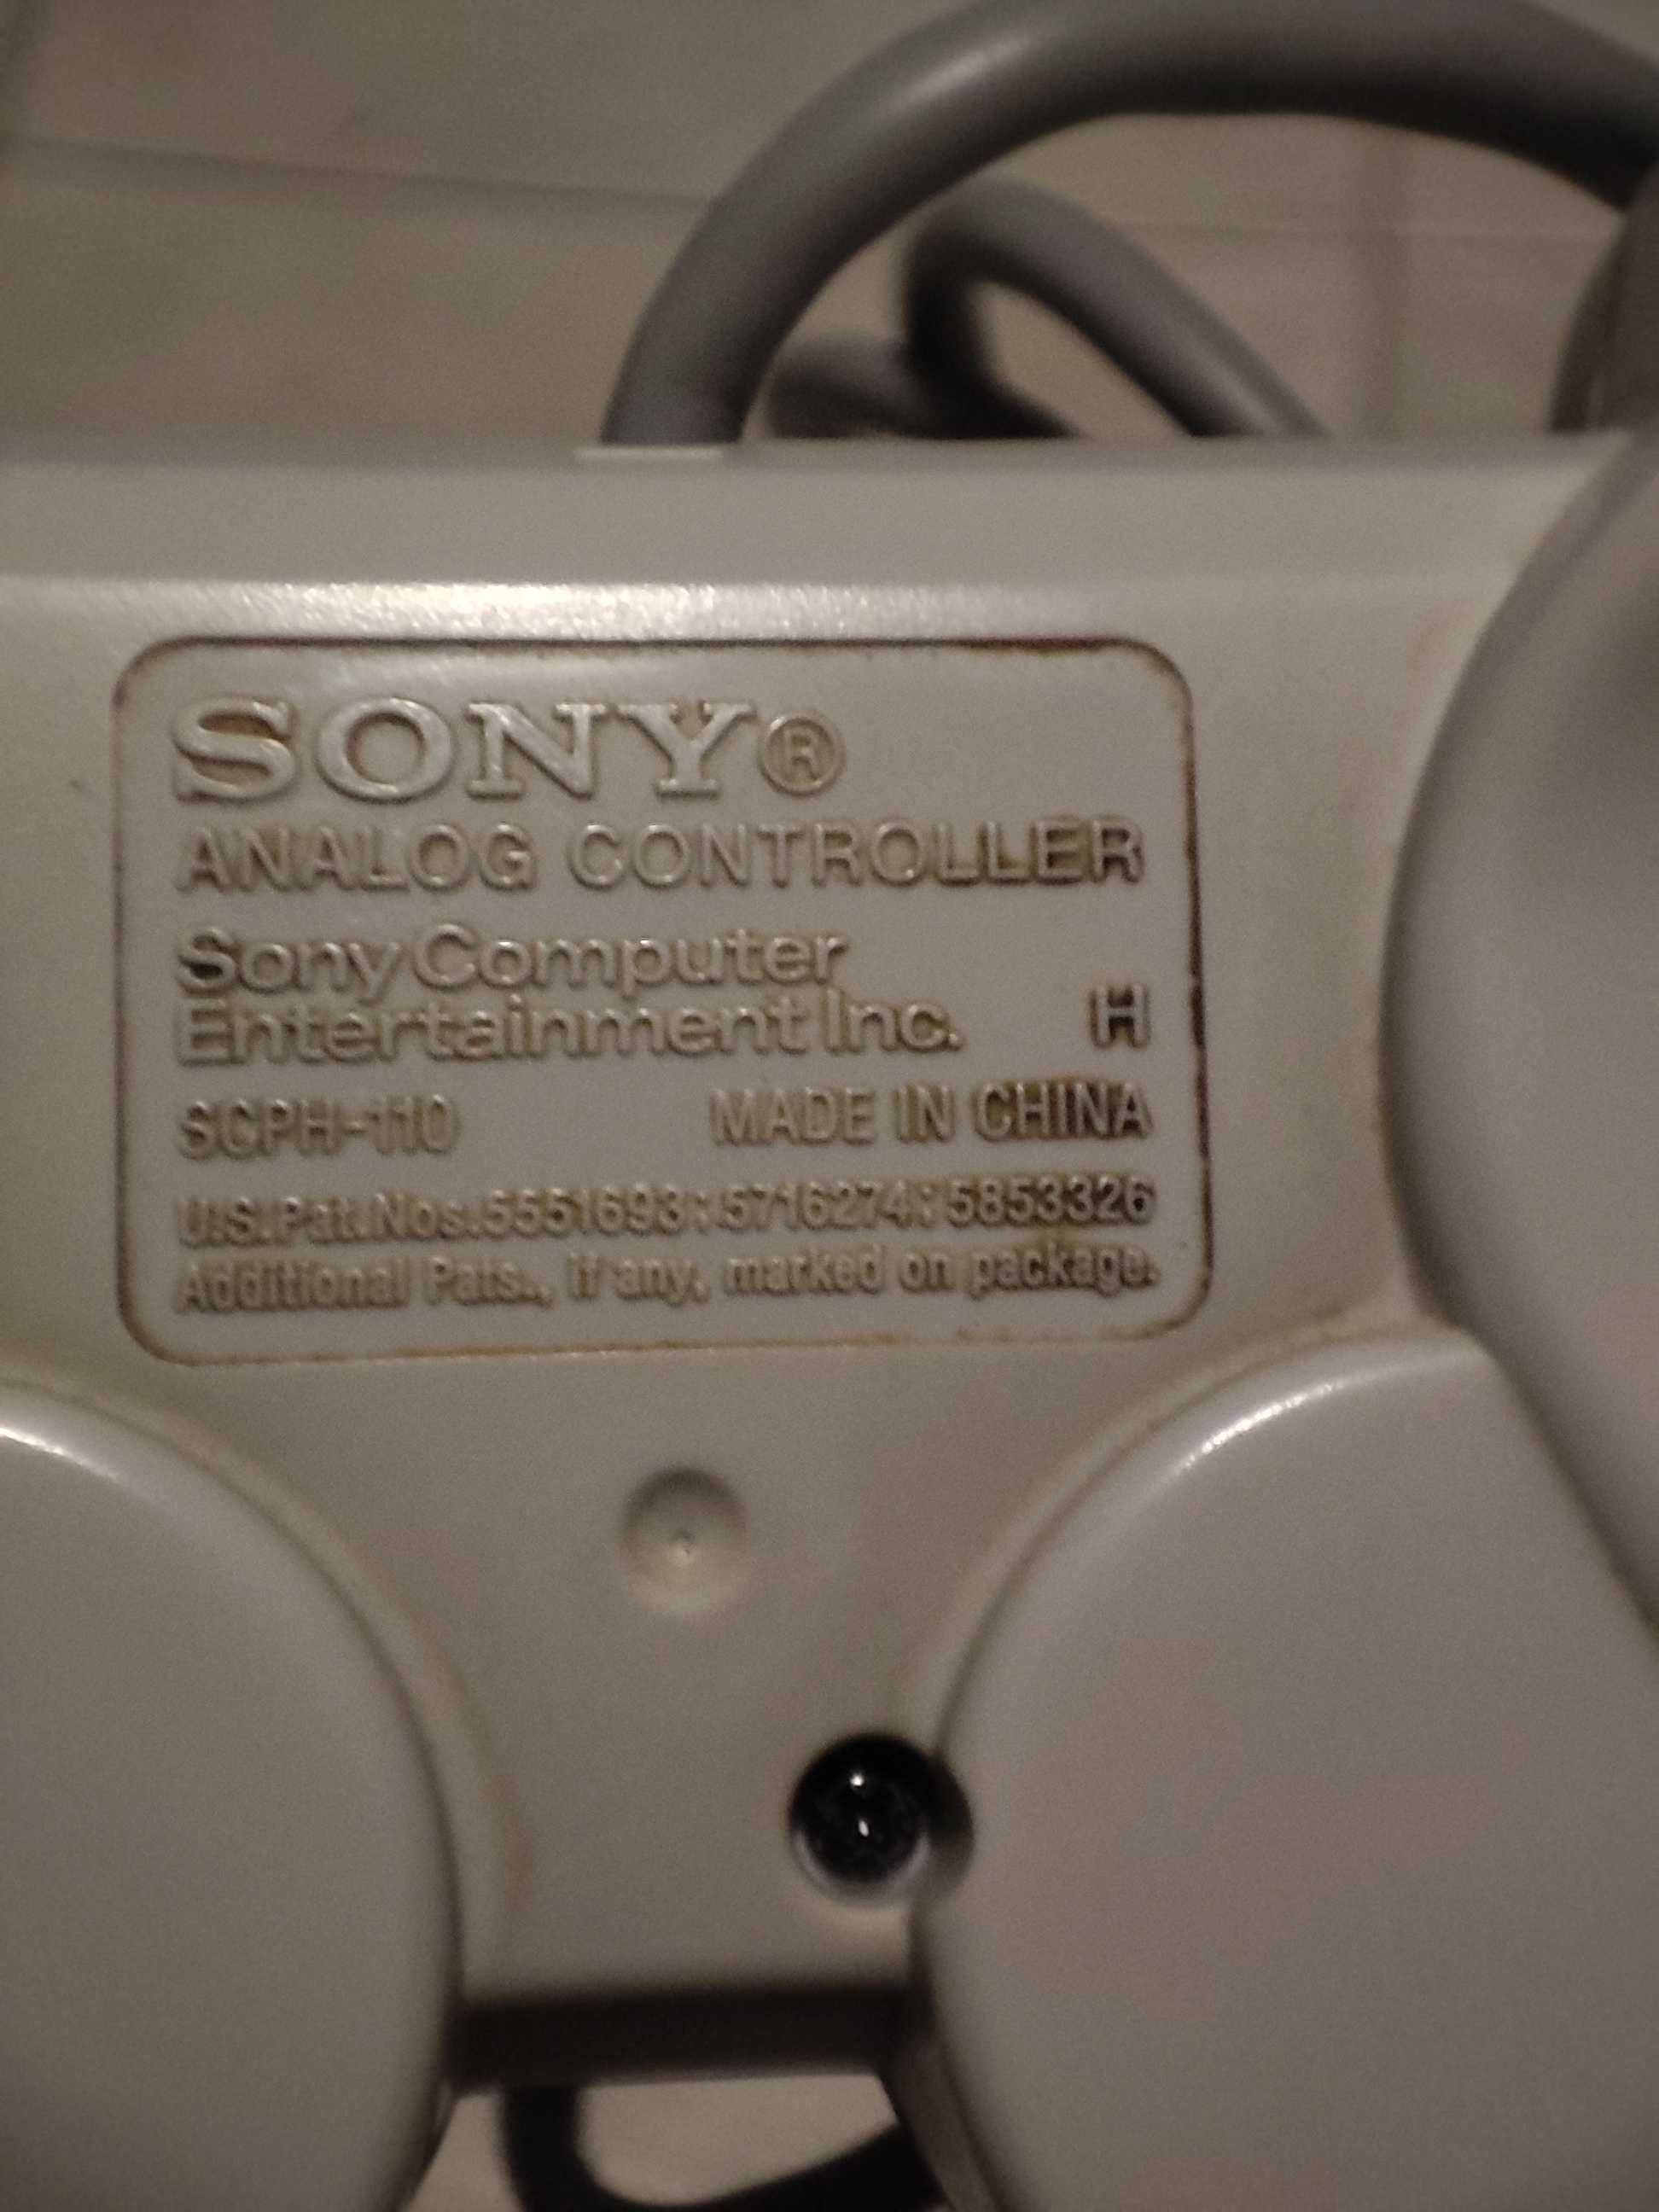 SONY®
ANALOG CONTROLLER
Sony Computer
Entertainment Inc. H
SCPH-110 MADE IN CHINA
U.S.Pat.Nos.5551693;5716274;5853326
Additional Pats., if any, marked on package.